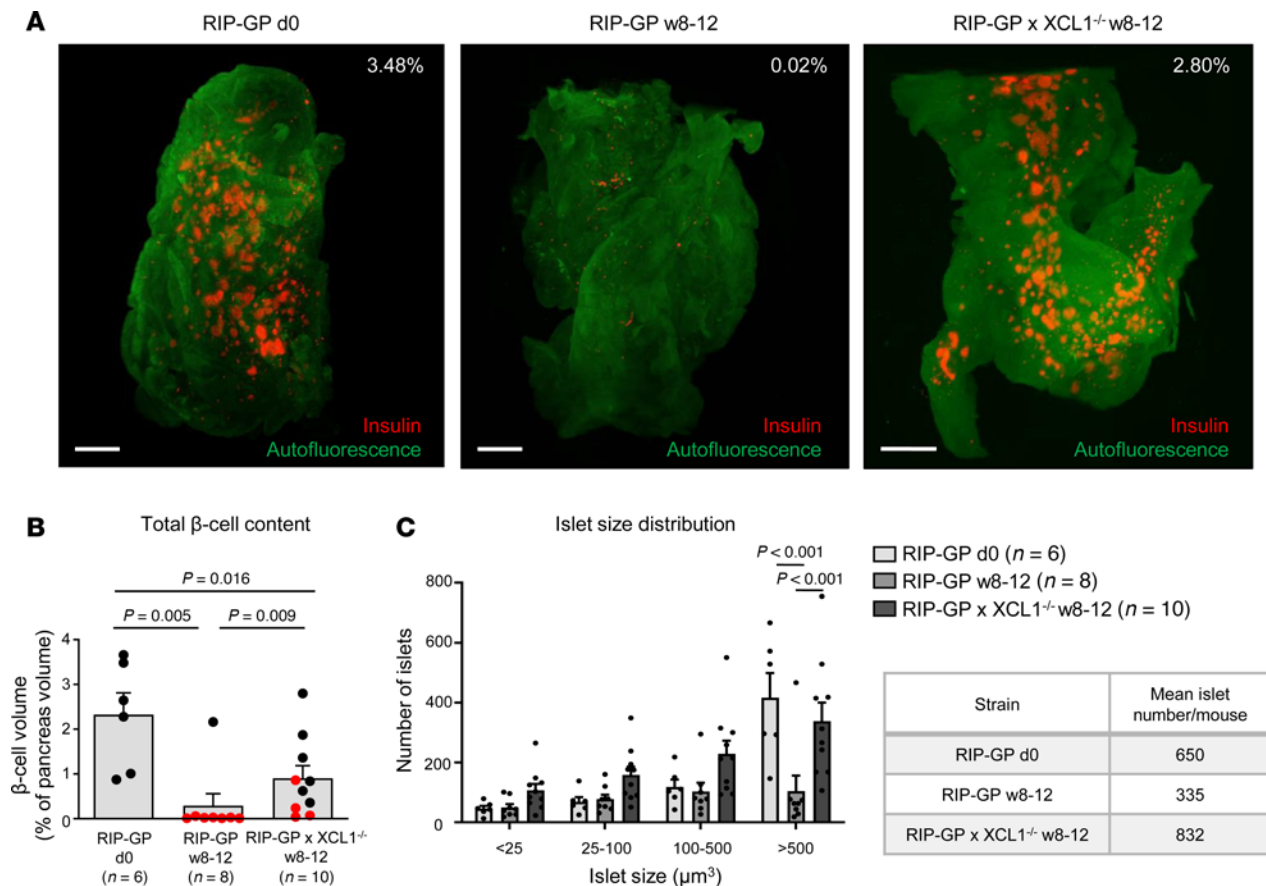 A
RIP-GP d0
RIP-GP w8-12
RIP-GP x XCL1⁻/⁻ w8-12
3.48%
0.02%
2.80%
Insulin
Autofluorescence
Insulin
Autofluorescence
Insulin
Autofluorescence
B
Total β-cell content
P = 0.016
P = 0.005
P = 0.009
β-cell volume
(% of pancreas volume)
4
3
2
1
0
RIP-GP
d0
(n = 6)
RIP-GP
w8-12
(n = 8)
RIP-GP x XCL1⁻/⁻
w8-12
(n = 10)
C
Islet size distribution
P < 0.001
P < 0.001
Number of islets
800
600
400
200
0
<25
25-100
100-500
>500
Islet size (μm³)
RIP-GP d0 (n = 6)
RIP-GP w8-12 (n = 8)
RIP-GP x XCL1⁻/⁻ w8-12 (n = 10)
Strain
Mean islet
number/mouse
RIP-GP d0
650
RIP-GP w8-12
335
RIP-GP x XCL1⁻/⁻ w8-12
832